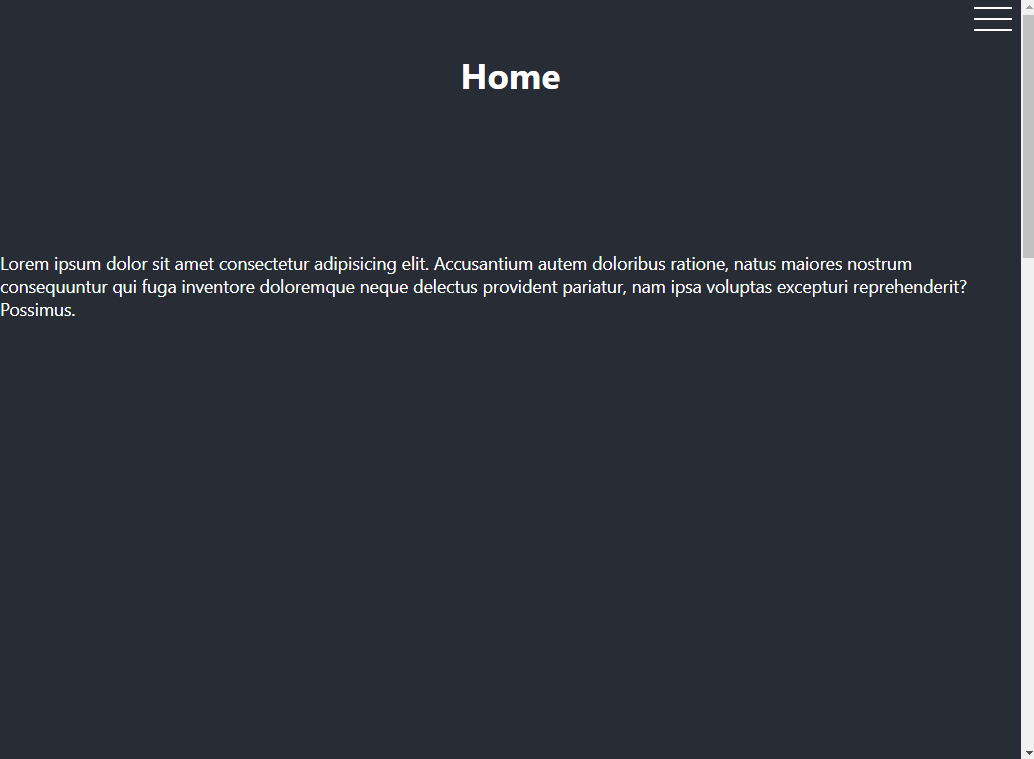 Home
Lorem ipsum dolor sit amet consectetur adipisicing elit. Accusantium autem doloribus ratione, natus maiores nostrum
consequuntur qui fuga inventore doloremque neque delectus provident pariatur, nam ipsa voluptas excepturi reprehenderit?
Possimus.